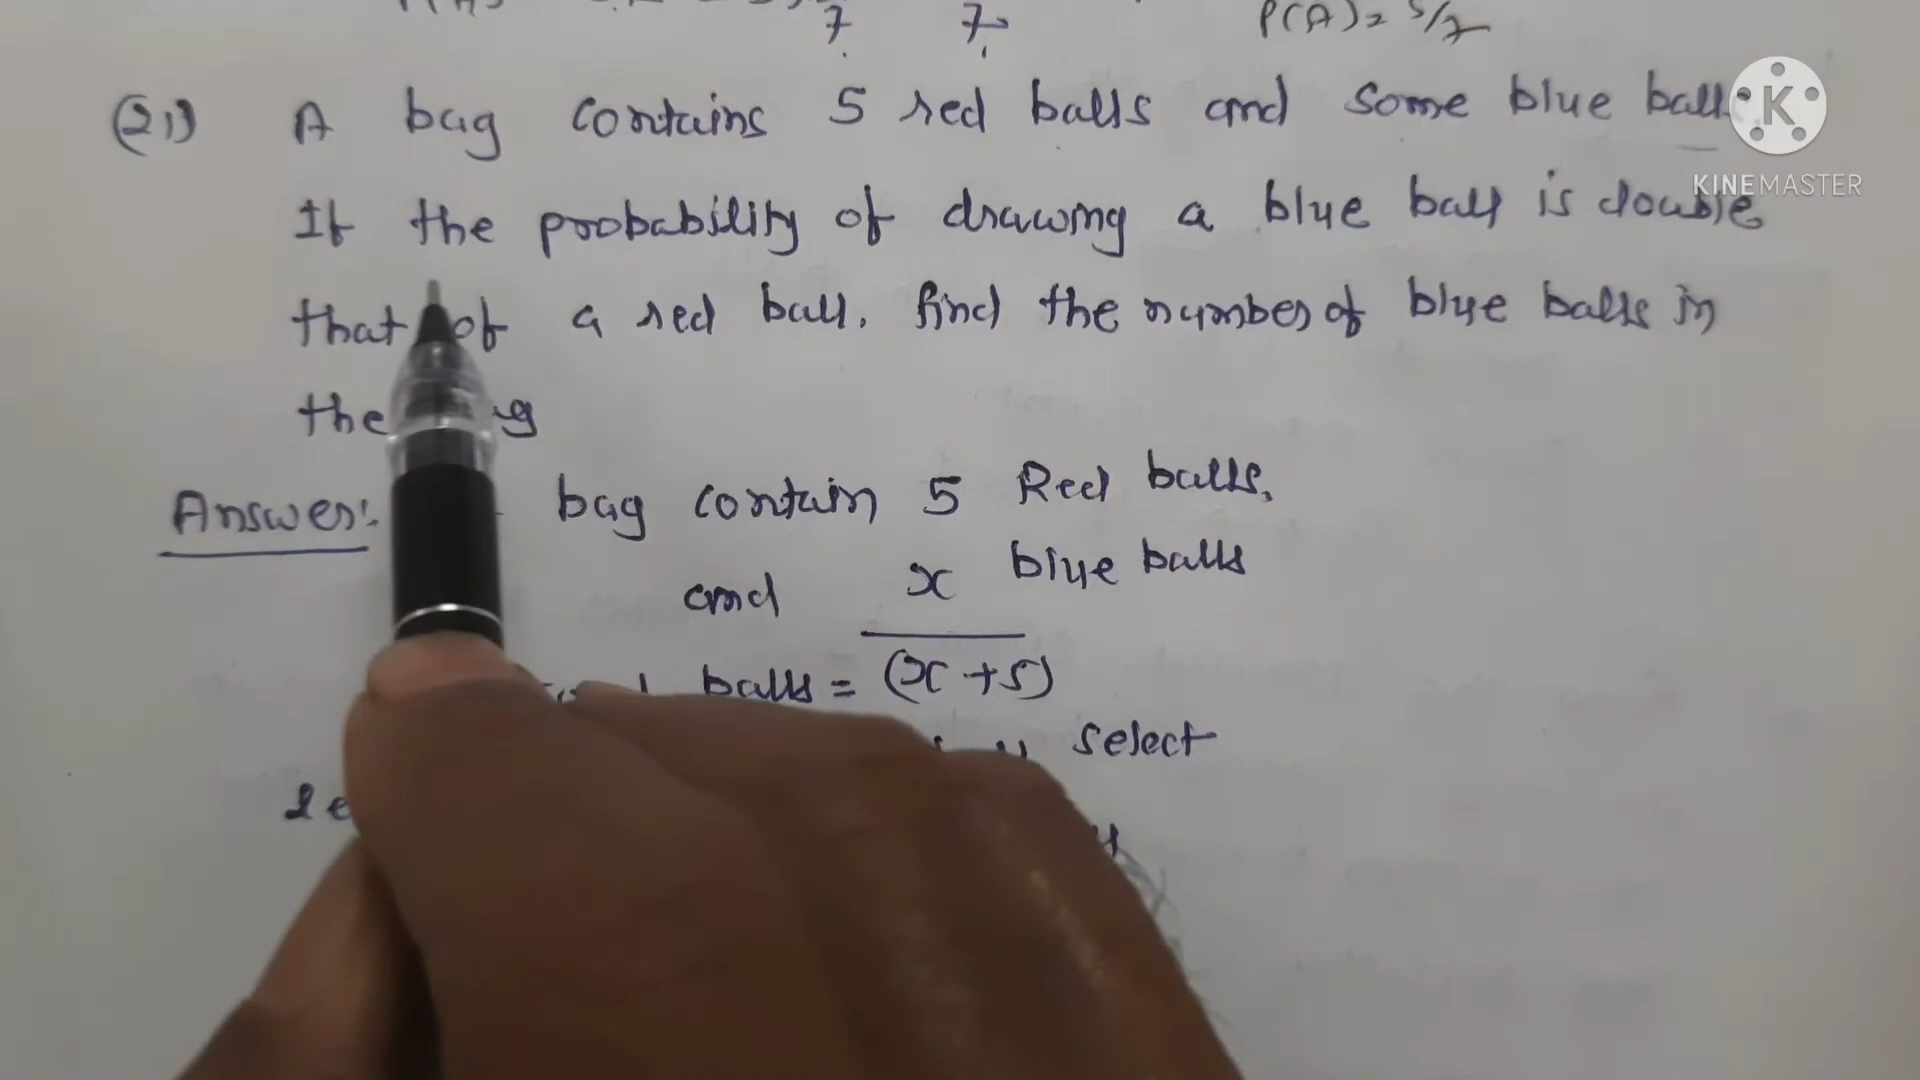 7 7 P(A)= 5/7
(21) A bag contains 5 red balls and some blue balls.
If the probability of drawing a blue ball is double
that of a red ball. find the number of blue balls in
the
Answer: bag contain 5 Red balls,
and x blue balls
balls = (x+5)
select
KINEMASTER